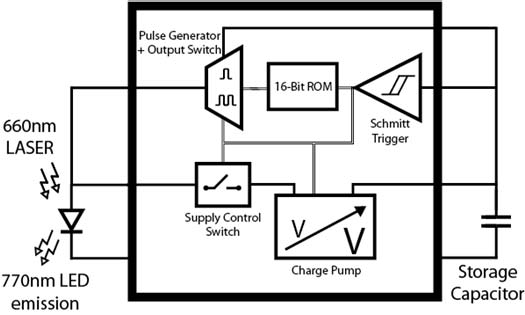 Pulse Generator
+ Output Switch
16-Bit ROM
Schmitt
Trigger
660nm
LASER
Supply Control
Switch
V
V
Charge Pump
770nm LED
emission
Storage
Capacitor